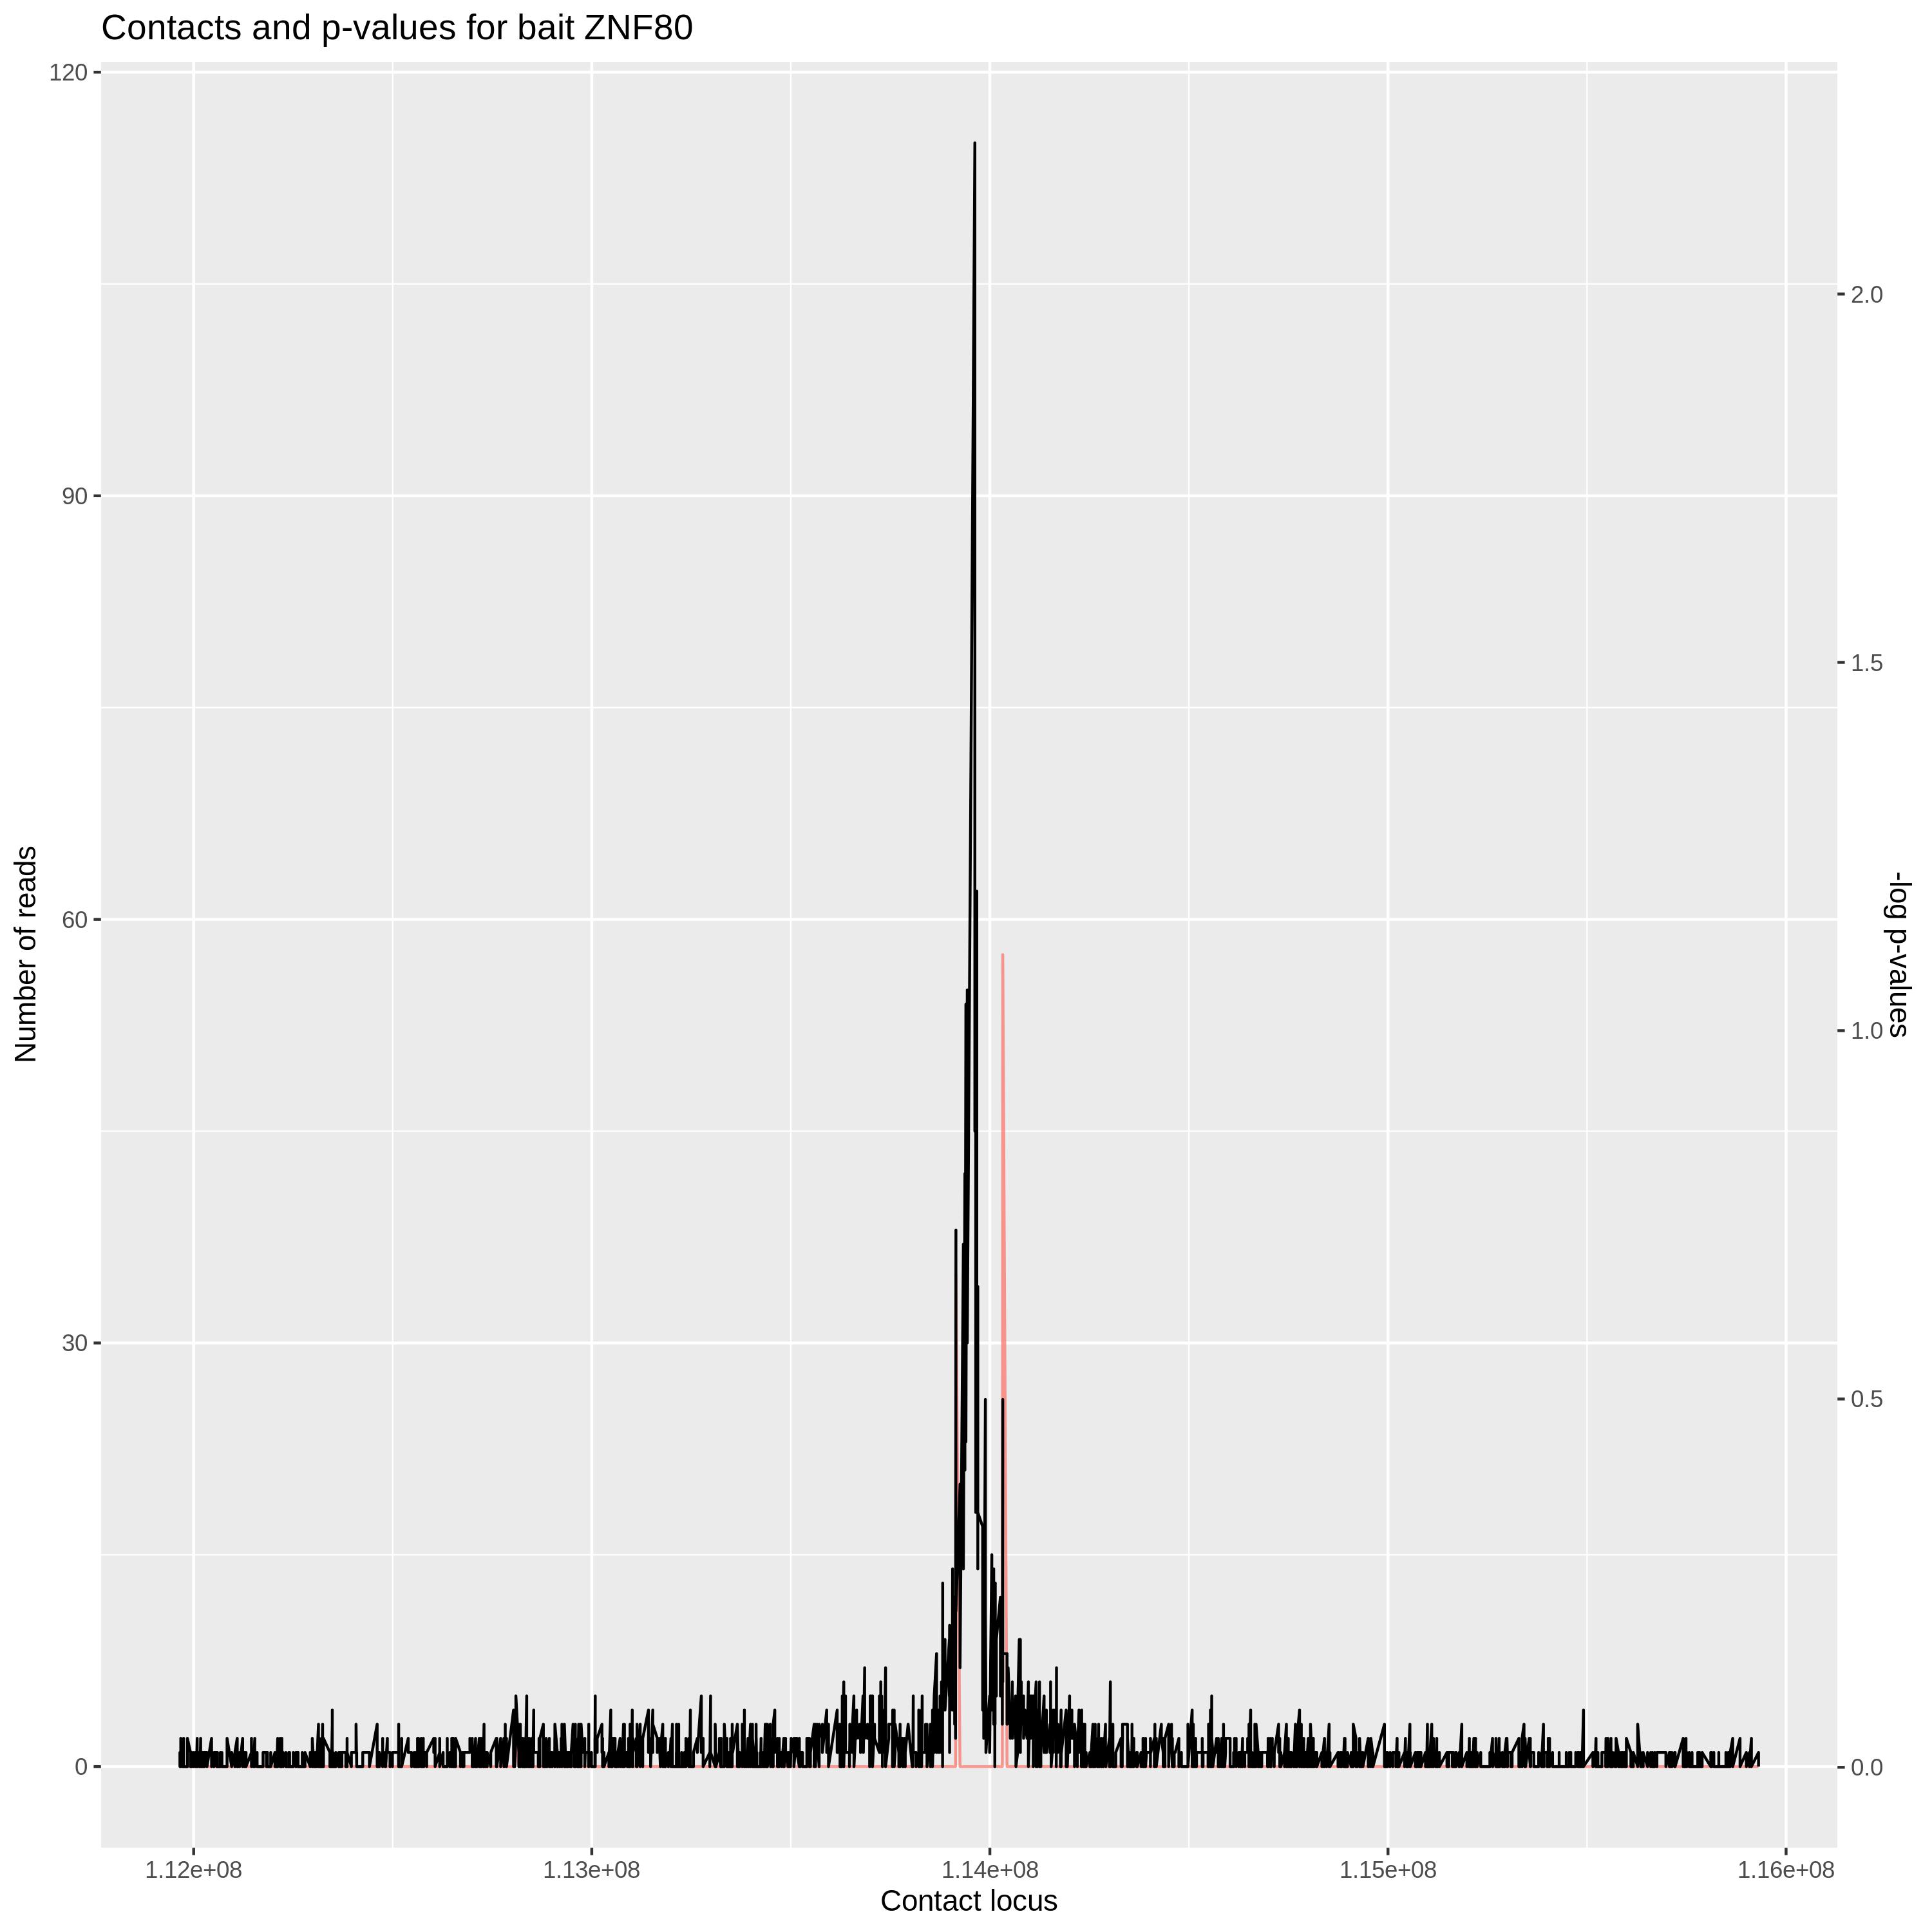 Contacts and p-values for bait ZNF80
120
90
60
30
0
Number of reads
2.0
1.5
1.0
0.5
0.0
-log p-values
1.12e+08
1.13e+08
1.14e+08
1.15e+08
1.16e+08
Contact locus